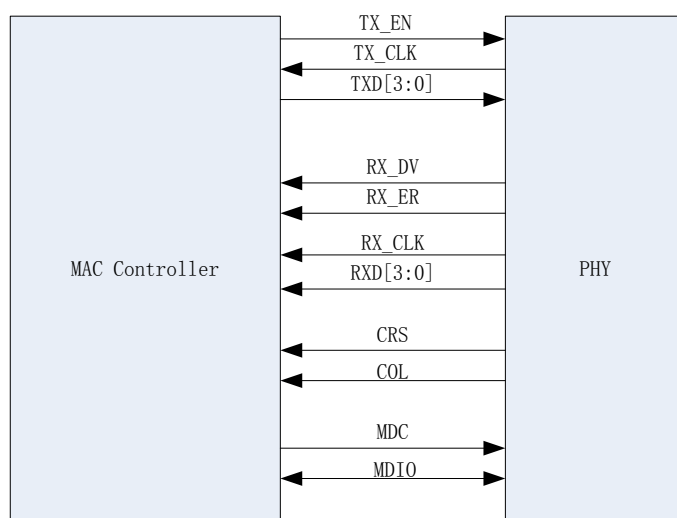 TX_EN
TX_CLK
TXD[3:0]
RX_DV
RX_ER
RX_CLK
MAC Controller
RXD[3:0]
PHY
CRS
COL
MDC
MDIO